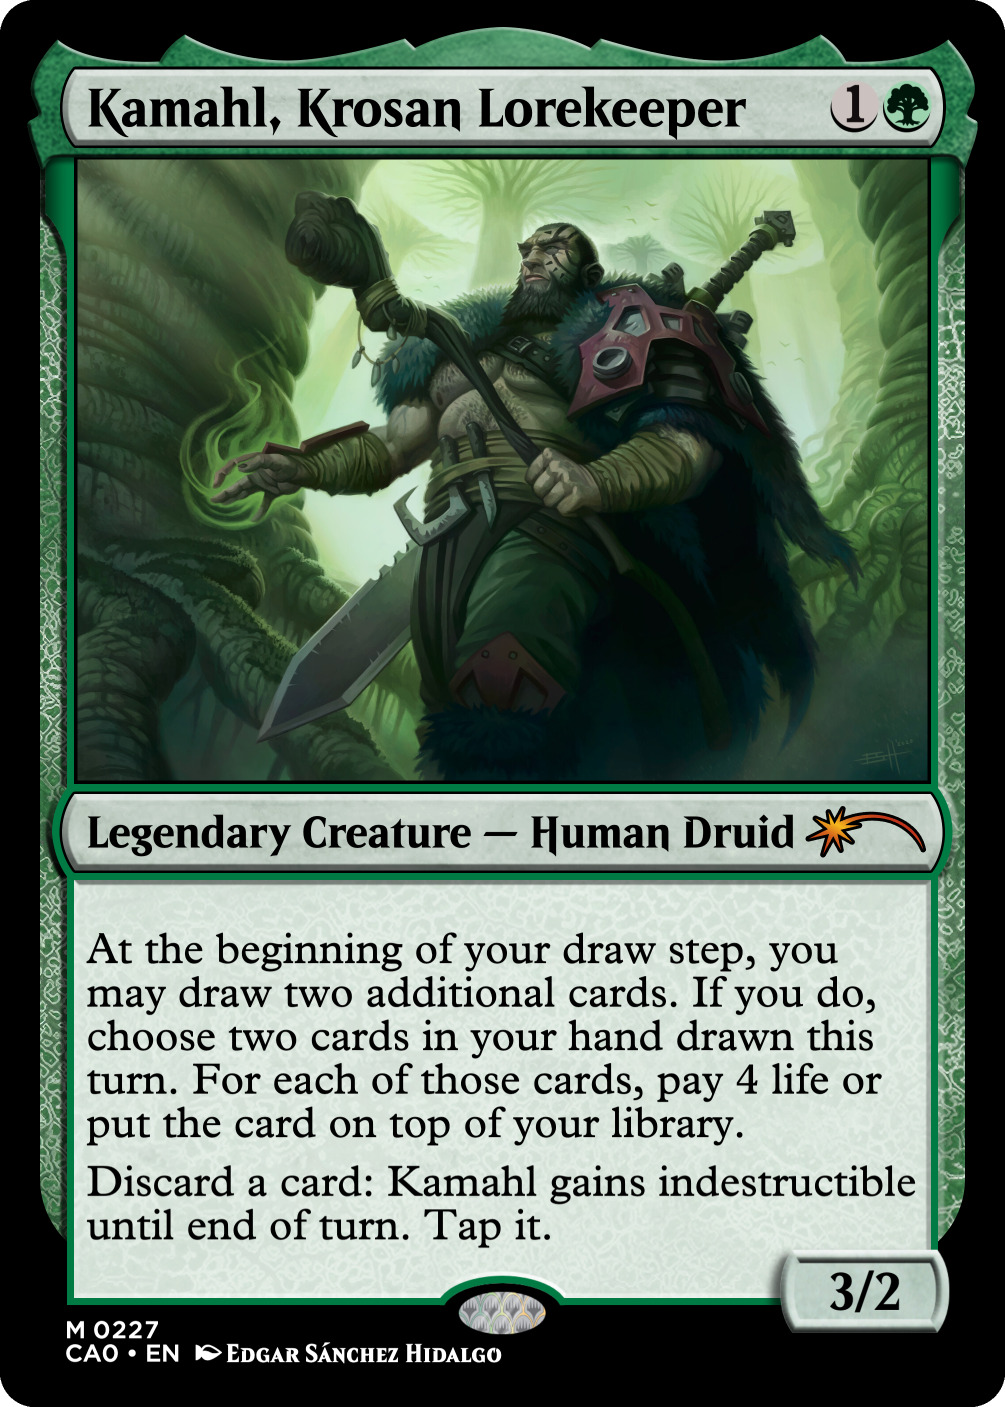 Kamahl, Krosan Lorekeeper 1
Legendary Creature — Human Druid
At the beginning of your draw step, you
may draw two additional cards. If you do,
choose two cards in your hand drawn this
turn. For each of those cards, pay 4 life or
put the card on top of your library.
Discard a card: Kamahl gains indestructible
until end of turn. Tap it.
3/2
M 0227
CAO • EN Edgar Sánchez Hidalgo